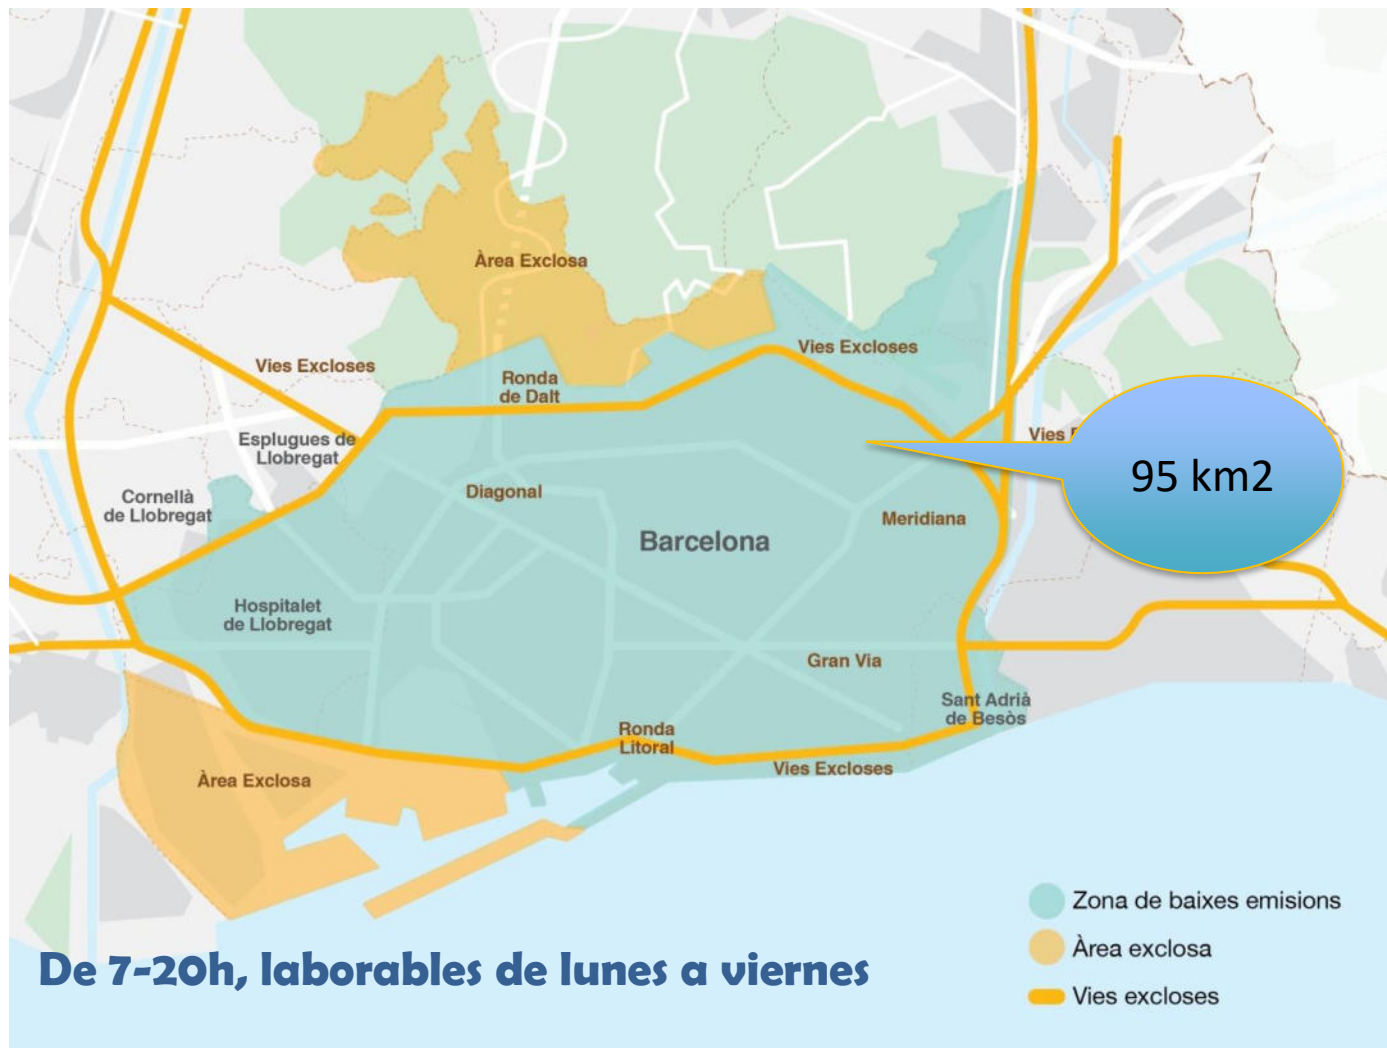 Àrea Exclosa
Vies Excloses
Vies Excloses
Ronda
de Dalt
Esplugues de
Llobregat
Vies
95 km2
Cornellà
de Llobregat
Diagonal
Meridiana
Barcelona
Hospitalet
de Llobregat
Gran Via
Sant Adrià
de Besòs
Ronda
Litoral
Vies Excloses
Àrea Exclosa
Zona de baixes emisions
Àrea exclosa
Vies excloses
De 7-20h, laborables de lunes a viernes